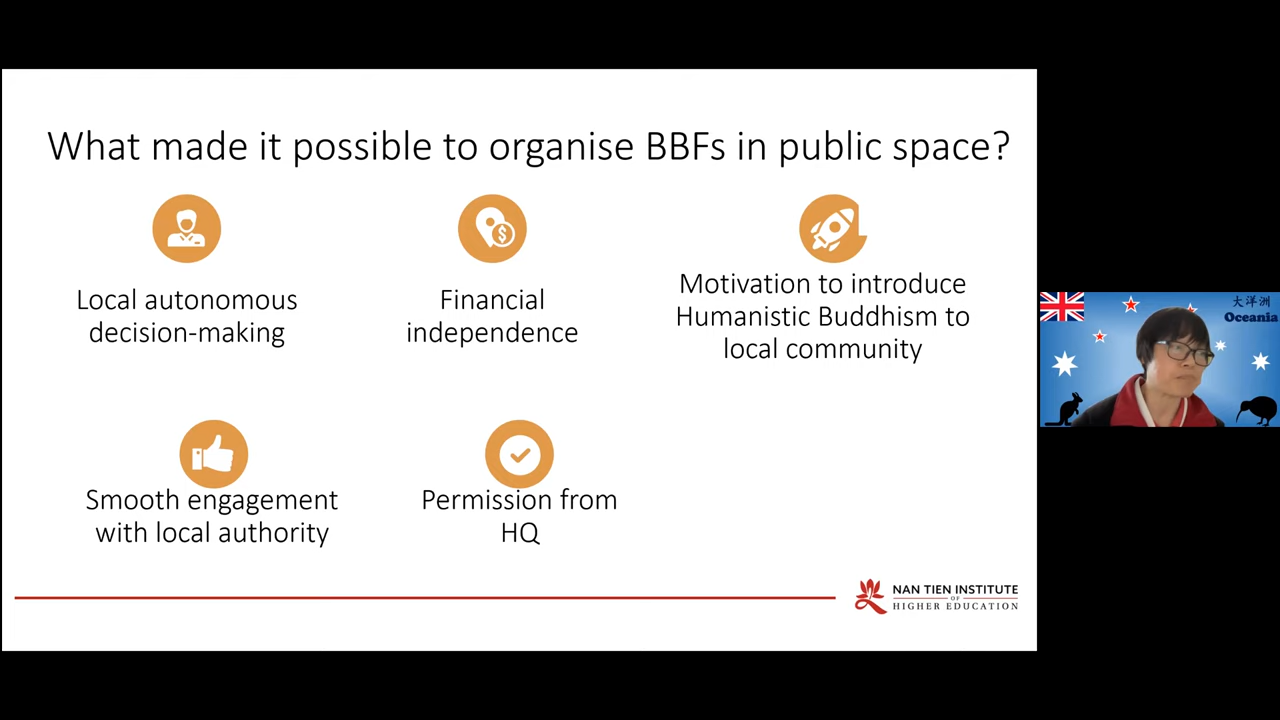 What made it possible to organise BBFs in public space?
Local autonomous
decision-making
Financial
independence
Motivation to introduce
Humanistic Buddhism to
local community
Smooth engagement
with local authority
Permission from
HQ
NAN TIEN INSTITUTE
OF
HIGHER EDUCATION
大洋洲
Oceania
$